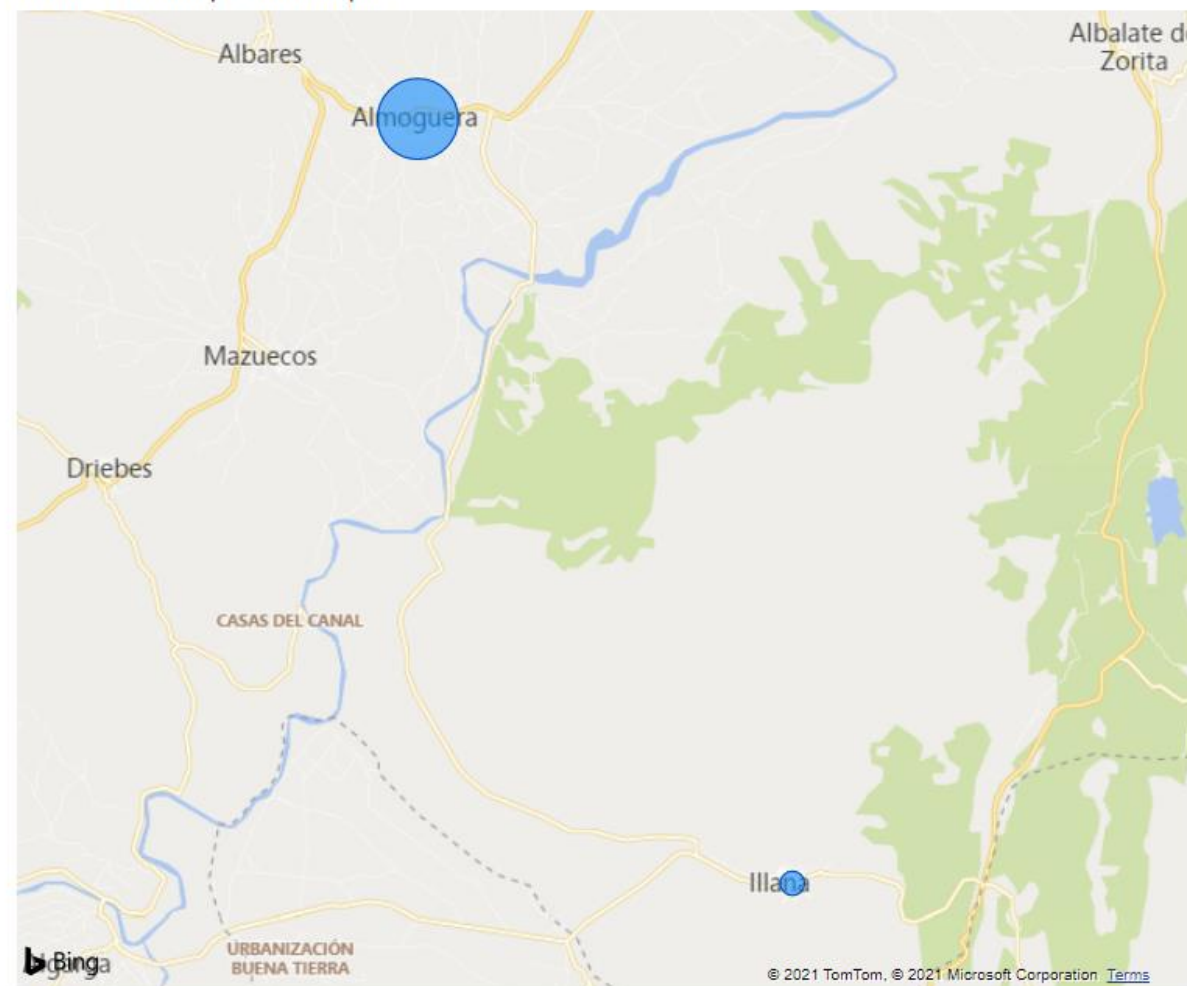 Albares
Albalate de
Zorita
Almoguera
Mazuecos
Driebes
CASAS DEL CANAL
Illana
URBANIZACIÓN
BUENA TIERRA
Bing
© 2021 TomTom, © 2021 Microsoft Corporation Terms